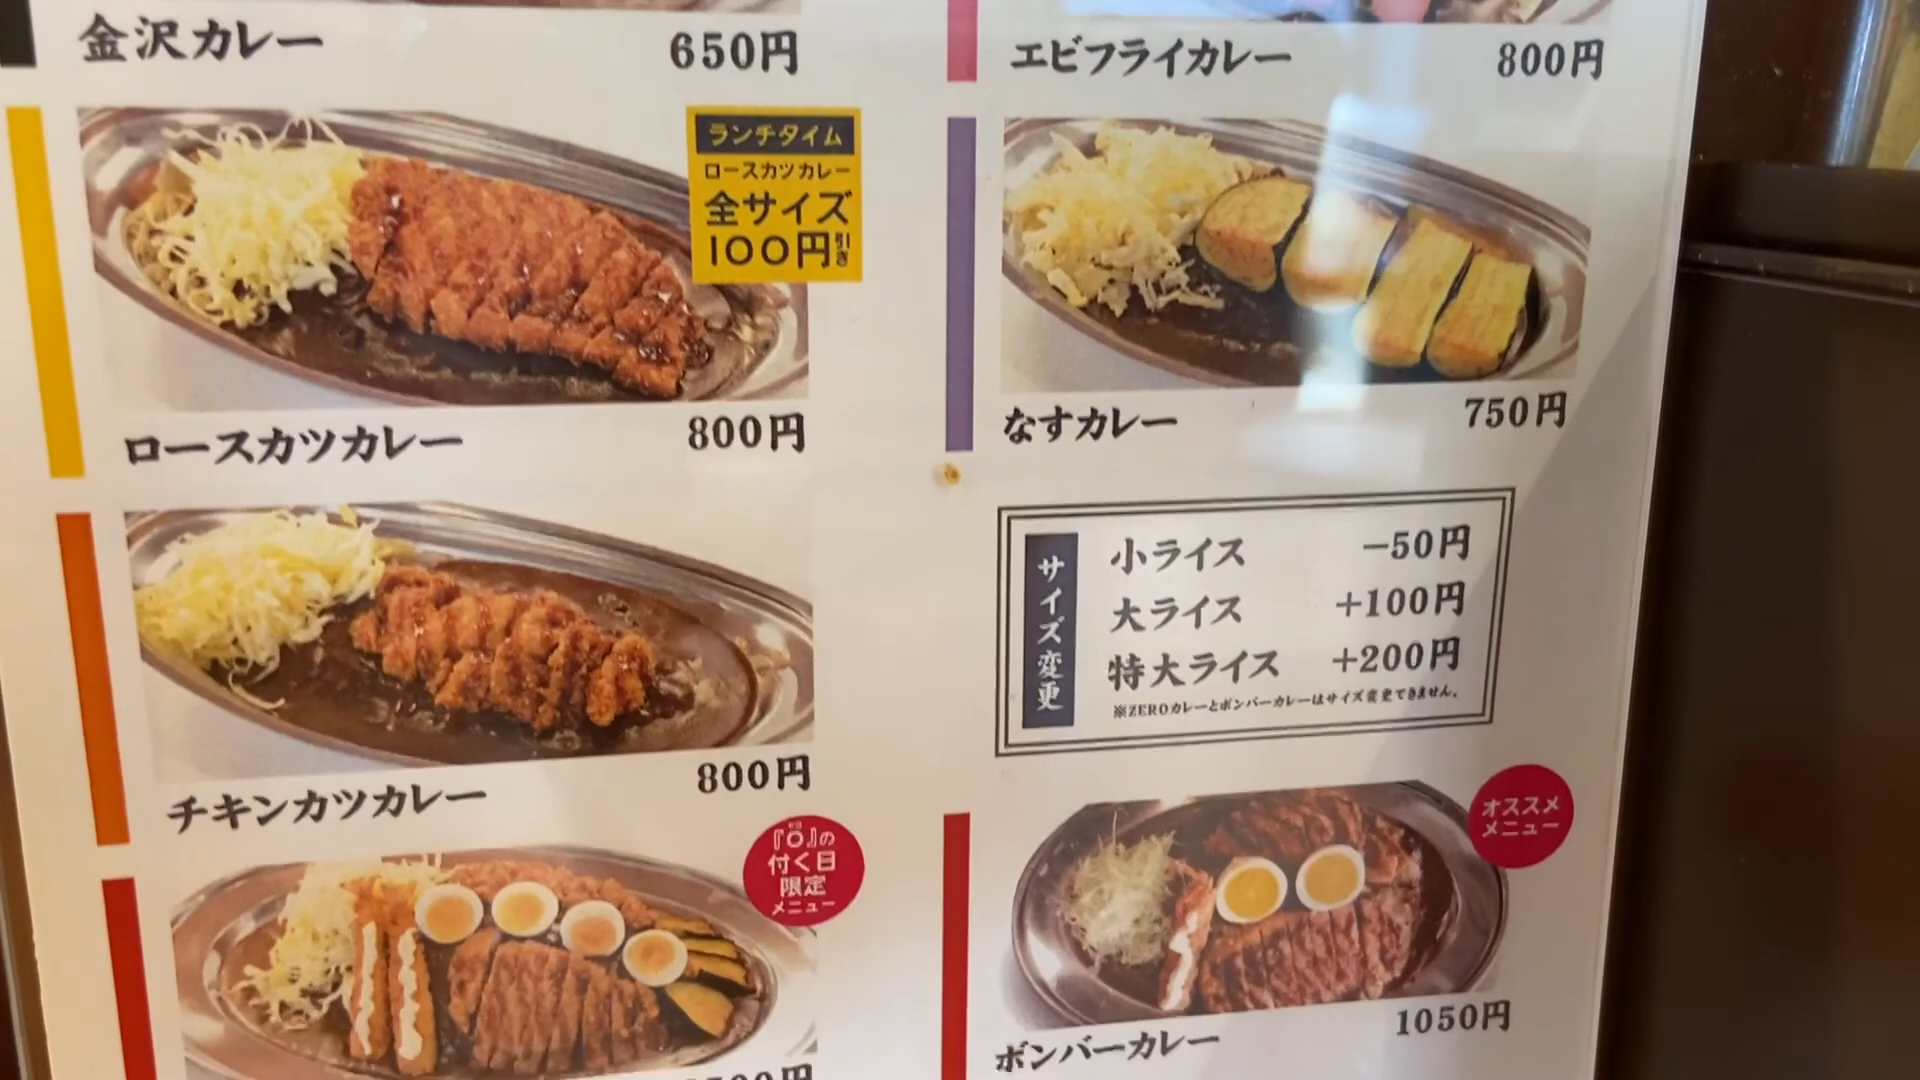 金沢カレー 650円
エビフライカレー 800円
ランチタイム
ロースカツカレー
全サイズ
100円引き
ロースカツカレー 800円
なすカレー 750円
サイズ変更
小ライス −50円
大ライス +100円
特大ライス +200円
※ZEROカレーとボンバーカレーはサイズ変更できません。
チキンカツカレー 800円
『0』の
ゼロ
付く日
限定
メニュー
オススメ
メニュー
ボンバーカレー 1050円